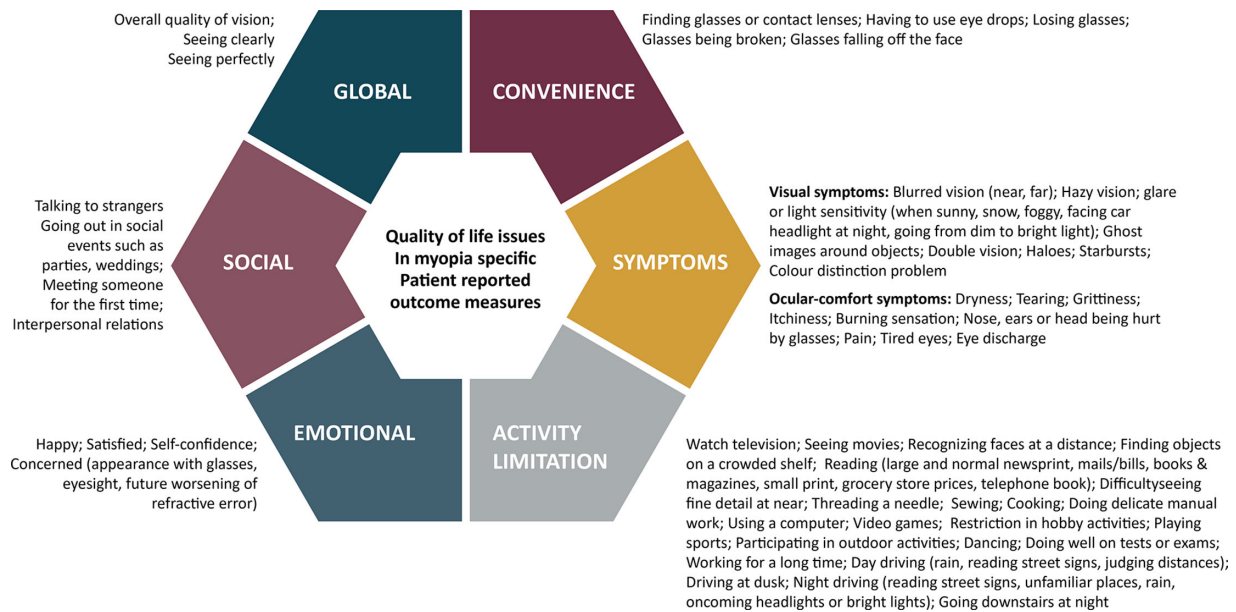 Overall quality of vision;
Seeing clearly
Seeing perfectly
GLOBAL
Finding glasses or contact lenses; Having to use eye drops; Losing glasses;
Glasses being broken; Glasses falling off the face
CONVENIENCE
Talking to strangers
Going out in social
events such as
parties, weddings;
Meeting someone
for the first time;
Interpersonal relations
SOCIAL
Quality of life issues
In myopia specific
Patient reported
outcome measures
SYMPTOMS
Visual symptoms: Blurred vision (near, far); Hazy vision; glare
or light sensitivity (when sunny, snow, foggy, facing car
headlight at night, going from dim to bright light); Ghost
images around objects; Double vision; Haloes; Starbursts;
Colour distinction problem
Ocular-comfort symptoms: Dryness; Tearing; Grittiness;
Itchiness; Burning sensation; Nose, ears or head being hurt
by glasses; Pain; Tired eyes; Eye discharge
Happy; Satisfied; Self-confidence;
Concerned (appearance with glasses,
eyesight, future worsening of
refractive error)
EMOTIONAL
ACTIVITY
LIMITATION
Watch television; Seeing movies; Recognizing faces at a distance; Finding objects
on a crowded shelf; Reading (large and normal newsprint, mails/bills, books &
magazines, small print, grocery store prices, telephone book); Difficultyseeing
fine detail at near; Threading a needle; Sewing; Cooking; Doing delicate manual
work; Using a computer; Video games; Restriction in hobby activities; Playing
sports; Participating in outdoor activities; Dancing; Doing well on tests or exams;
Working for a long time; Day driving (rain, reading street signs, judging distances);
Driving at dusk; Night driving (reading street signs, unfamiliar places, rain,
oncoming headlights or bright lights); Going downstairs at night